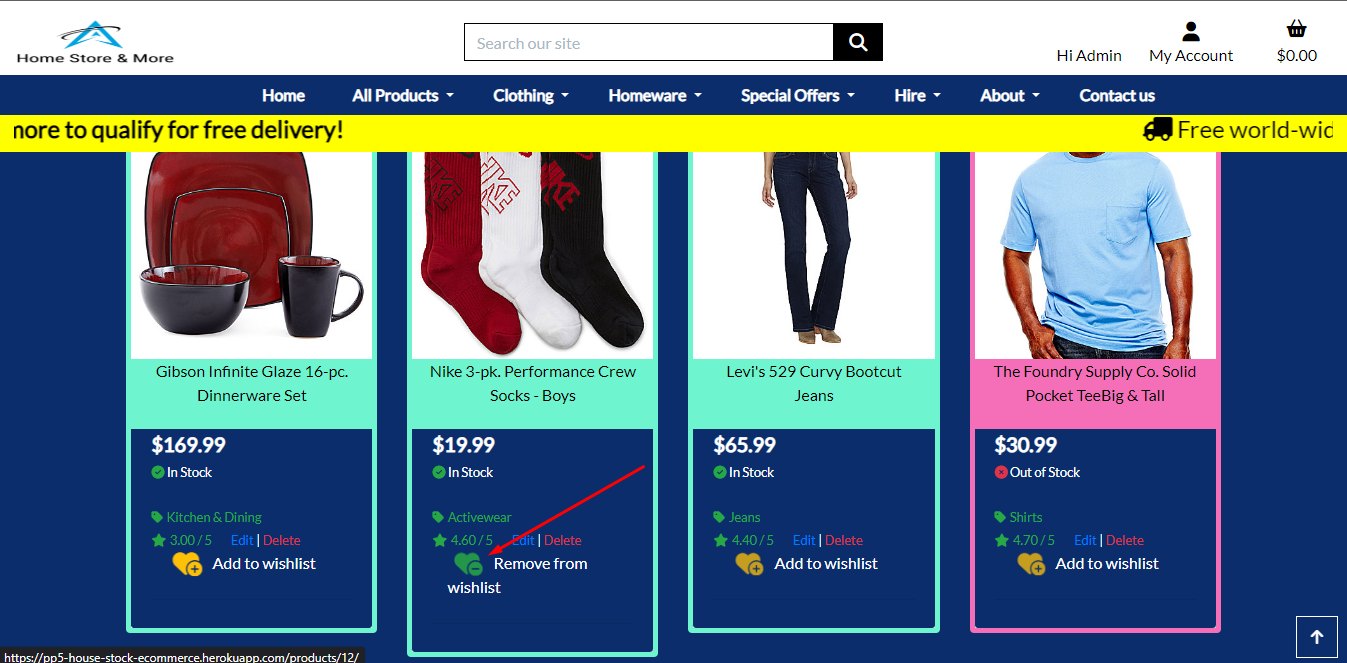 Home Store & More
Search our site
Hi Admin
My Account
$0.00
Home
All Products
Clothing
Homeware
Special Offers
Hire
About
Contact us
more to qualify for free delivery!
Free world-wid
Gibson Infinite Glaze 16-pc.
Dinnerware Set
$169.99
In Stock
Kitchen & Dining
3.00 / 5 Edit | Delete
Add to wishlist
Nike 3-pk. Performance Crew
Socks - Boys
$19.99
In Stock
Activewear
4.60 / 5 Edit | Delete
Remove from
wishlist
Levi's 529 Curvy Bootcut
Jeans
$65.99
In Stock
Jeans
4.40 / 5 Edit | Delete
Add to wishlist
The Foundry Supply Co. Solid
Pocket TeeBig & Tall
$30.99
Out of Stock
Shirts
4.70 / 5 Edit | Delete
Add to wishlist
https://pp5-house-stock-ecommerce.herokuapp.com/products/12/